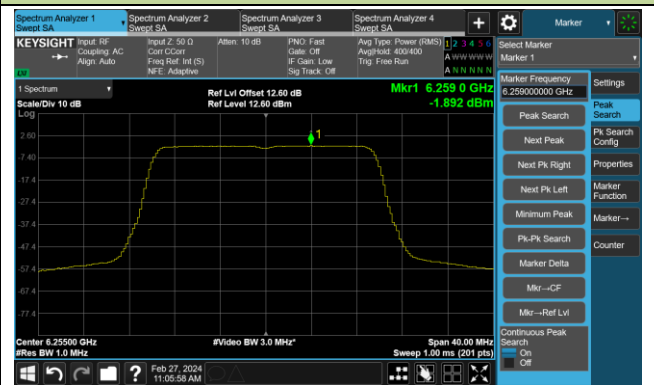 Spectrum Analyzer 1
Swept SA
Spectrum Analyzer 2
Swept SA
Spectrum Analyzer 3
Swept SA
Spectrum Analyzer 4
Swept SA
Marker
KEYSIGHT
Input: RF
Coupling: AC
Align: Auto
Input Z: 50 Ω
Corr CCorr
Freq Ref: Int (S)
NFE: Adaptive
Atten: 10 dB
PNO: Fast
Gate: Off
IF Gain: Low
Sig Track: Off
Avg Type: Power (RMS)
Avg|Hold: 400/400
Trig: Free Run
1 2 3 4 5 6
A W W W W W
A N N N N N
Select Marker
Marker 1
1 Spectrum
Scale/Div 10 dB
Log
Ref Lvl Offset 12.60 dB
Ref Level 12.60 dBm
Mkr1 6.259 0 GHz
-1.892 dBm
1
2.60
-7.40
-17.4
-27.4
-37.4
-47.4
-57.4
-67.4
-77.4
Center 6.25500 GHz
#Res BW 1.0 MHz
#Video BW 3.0 MHz*
Span 40.00 MHz
Sweep 1.00 ms (201 pts)
Marker Frequency
6.259000000 GHz
Peak Search
Next Peak
Next Pk Right
Next Pk Left
Minimum Peak
Pk-Pk Search
Marker Delta
Mkr→CF
Mkr→Ref Lvl
Continuous Peak
Search
On
Off
Settings
Peak
Search
Pk Search
Config
Properties
Marker
Function
Marker→
Counter
Feb 27, 2024
11:05:58 AM